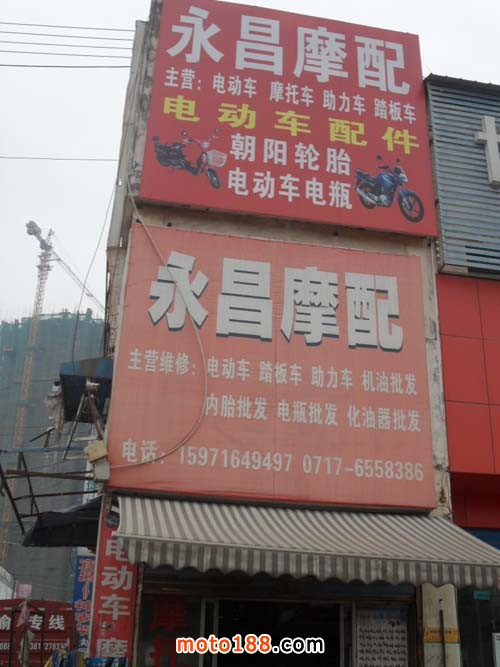 永昌摩配
主营：电动车 摩托车 助力车 踏板车
电动车配件
朝阳轮胎
电动车电瓶
永昌摩配
主营维修：电动车 踏板车 助力车 机油批发
内胎批发 电瓶批发 化油器批发
电话：15971649497 0717-6558386
电动车·摩
摩托
专线
moto188.com